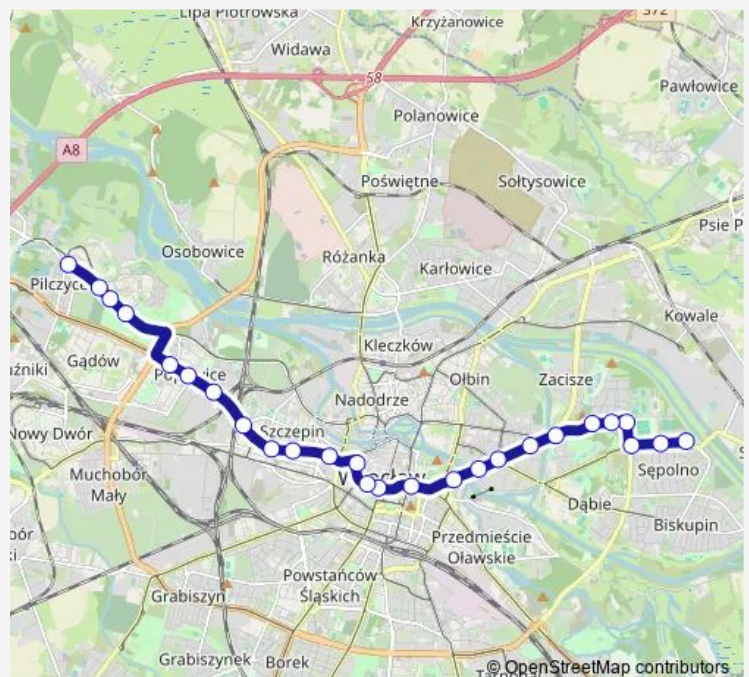 Lipa Piotrowska
Krzyżanowice
S72
Widawa
58
Pawłowice
Polanowice
A8
Poświętne
Sołtysowice
Psie P
Osobowice
Różanka
Karłowice
Pilczyce
Kowale
Kleczków
Gądów
Popowice
Ołbin
Zacisze
Nadodrze
Szczepin
Nowy Dwór
Wrocław
Sępolno
Muchobór
Mały
Dąbie
Biskupin
Przedmieście
Oławskie
Powstańców
Śląskich
Grabiszyn
Grabiszynek
Borek
© OpenStreetMap contributors